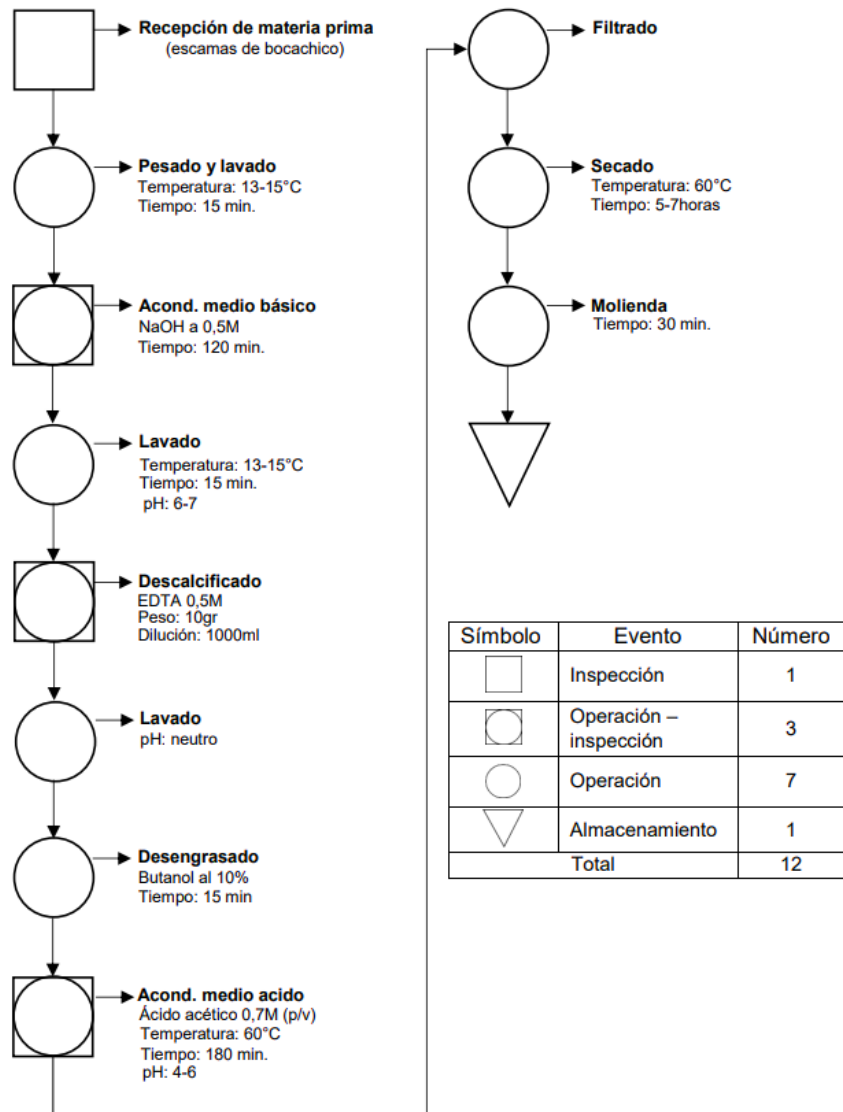 Recepción de materia prima
(escamas de bocachico)
Pesado y lavado
Temperatura: 13-15°C
Tiempo: 15 min.
Acond. medio básico
NaOH a 0,5M
Tiempo: 120 min.
Lavado
Temperatura: 13-15°C
Tiempo: 15 min.
pH: 6-7
Descalcificado
EDTA 0,5M
Peso: 10gr
Dilución: 1000ml
Lavado
pH: neutro
Desengrasado
Butanol al 10%
Tiempo: 15 min
Acond. medio acido
Ácido acético 0,7M (p/v)
Temperatura: 60°C
Tiempo: 180 min.
pH: 4-6
Filtrado
Secado
Temperatura: 60°C
Tiempo: 5-7horas
Molienda
Tiempo: 30 min.
Símbolo Evento Número
Inspección 1
Operación –
inspección 3
Operación 7
Almacenamiento 1
Total 12